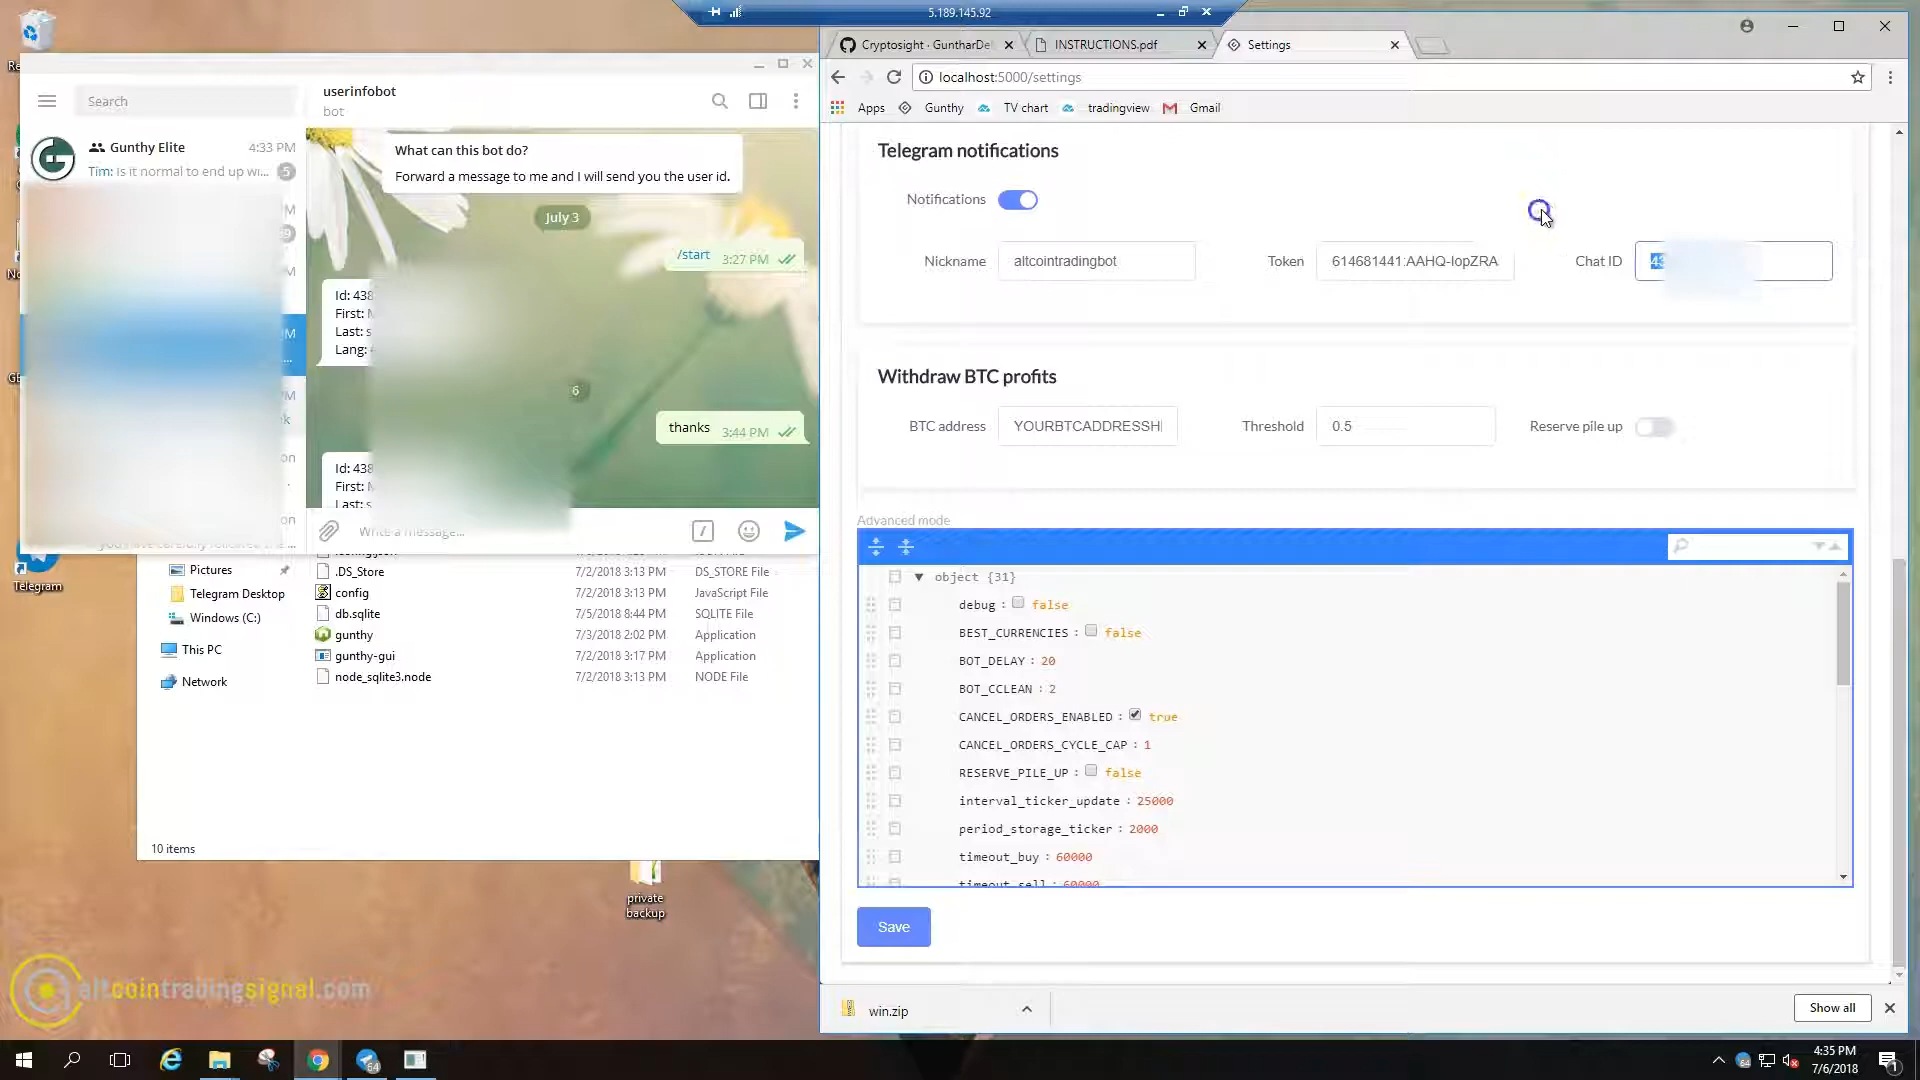 5.189.145.92
Search
userinfobot
bot
Gunthy Elite
4:33 PM
Tim: Is it normal to end up wi...
5
What can this bot do?
Forward a message to me and I will send you the user id.
July 3
/start
3:27 PM
Id: 438
First:
Last: s
Lang:
6
thanks
3:44 PM
Id: 438
First:
Last: s
Write a message...
Pictures
Telegram Desktop
Windows (C:)
This PC
Network
.DS_Store
7/2/2018 3:13 PM
DS_STORE File
config
7/2/2018 3:13 PM
JavaScript File
db.sqlite
7/5/2018 8:44 PM
SQLITE File
gunthy
7/3/2018 2:02 PM
Application
gunthy-gui
7/2/2018 3:17 PM
Application
node_sqlite3.node
7/2/2018 3:13 PM
NODE File
10 items
Telegram
private
backup
altcointradingsignal.com
Cryptosight · GuntharDe
INSTRUCTIONS.pdf
Settings
localhost:5000/settings
Apps
Gunthy
TV chart
tradingview
Gmail
Telegram notifications
Notifications
Nickname
altcointradingbot
Token
614681441:AAHQ-lopZRA
Chat ID
43
Withdraw BTC profits
BTC address
YOURBTCADDRESSH
Threshold
0.5
Reserve pile up
Advanced mode
object {31}
debug : false
BEST_CURRENCIES : false
BOT_DELAY : 20
BOT_CCLEAN : 2
CANCEL_ORDERS_ENABLED : true
CANCEL_ORDERS_CYCLE_CAP : 1
RESERVE_PILE_UP : false
interval_ticker_update : 25000
period_storage_ticker : 2000
timeout_buy : 60000
timeout_sell : 60000
Save
win.zip
Show all
4:35 PM
7/6/2018